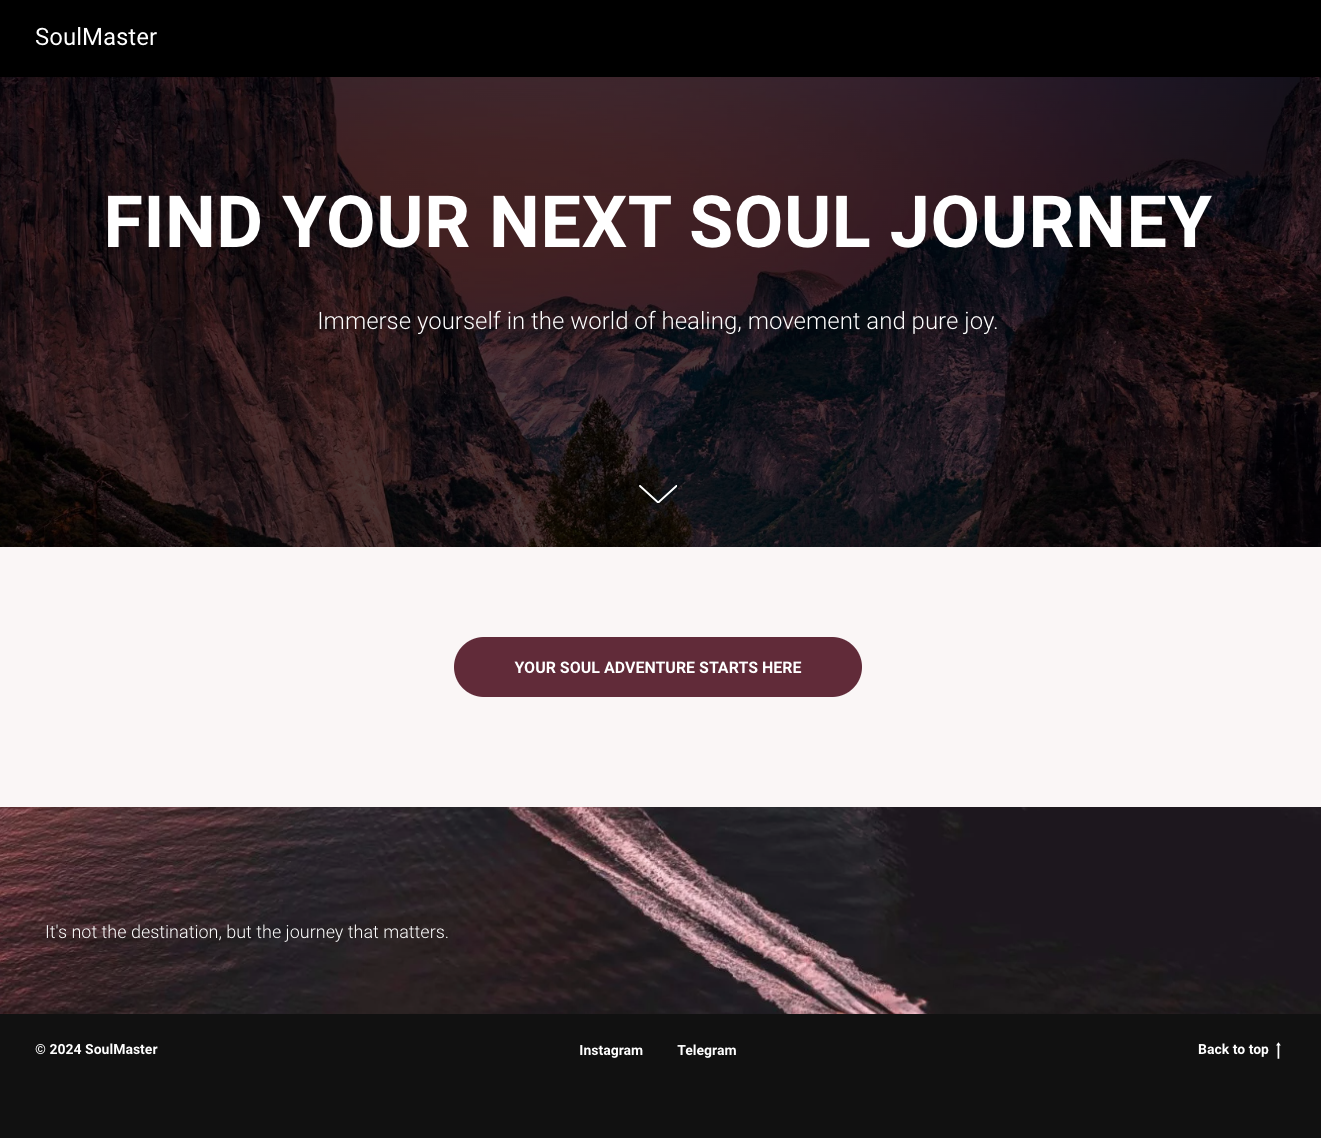 SoulMaster
FIND YOUR NEXT SOUL JOURNEY
Immerse yourself in the world of healing, movement and pure joy.
YOUR SOUL ADVENTURE STARTS HERE
It's not the destination, but the journey that matters.
© 2024 SoulMaster
Instagram
Telegram
Back to top